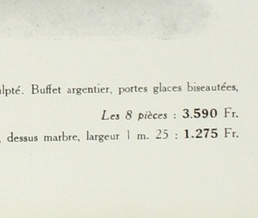 ulpté. Buffet argentier, portes glaces biseautées,
Les 8 pièces : 3.590 Fr.
, dessus marbre, largeur 1 m. 25 : 1.275 Fr.